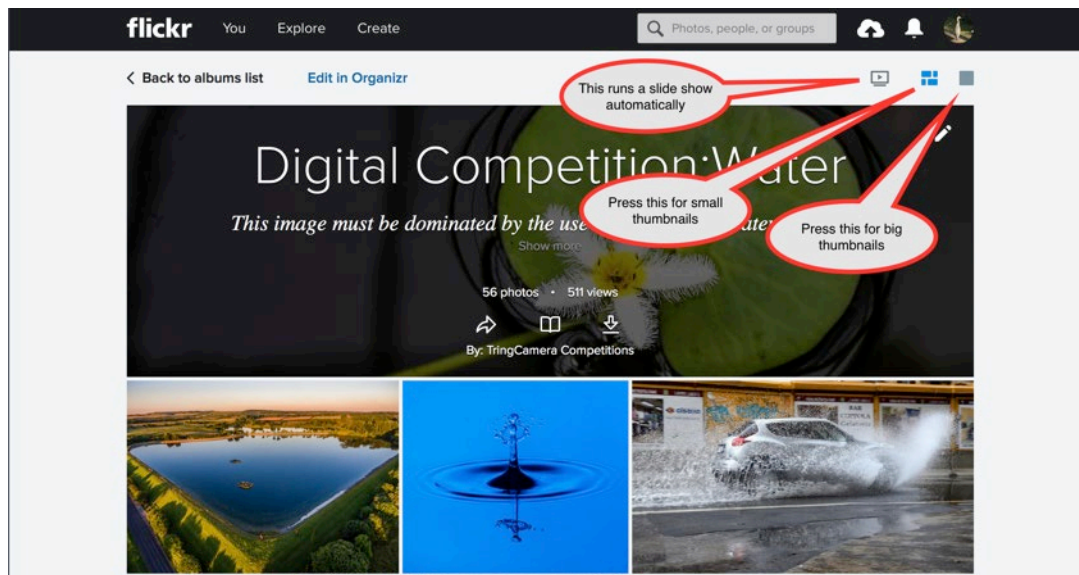 flickr You Explore Create Photos, people, or groups
Back to albums list Edit in Organizr
This runs a slide show
automatically
Digital Competition:Water
Press this for small
thumbnails
This image must be dominated by the use
Press this for big
thumbnails
Show more
56 photos • 511 views
By: TringCamera Competitions
BAR